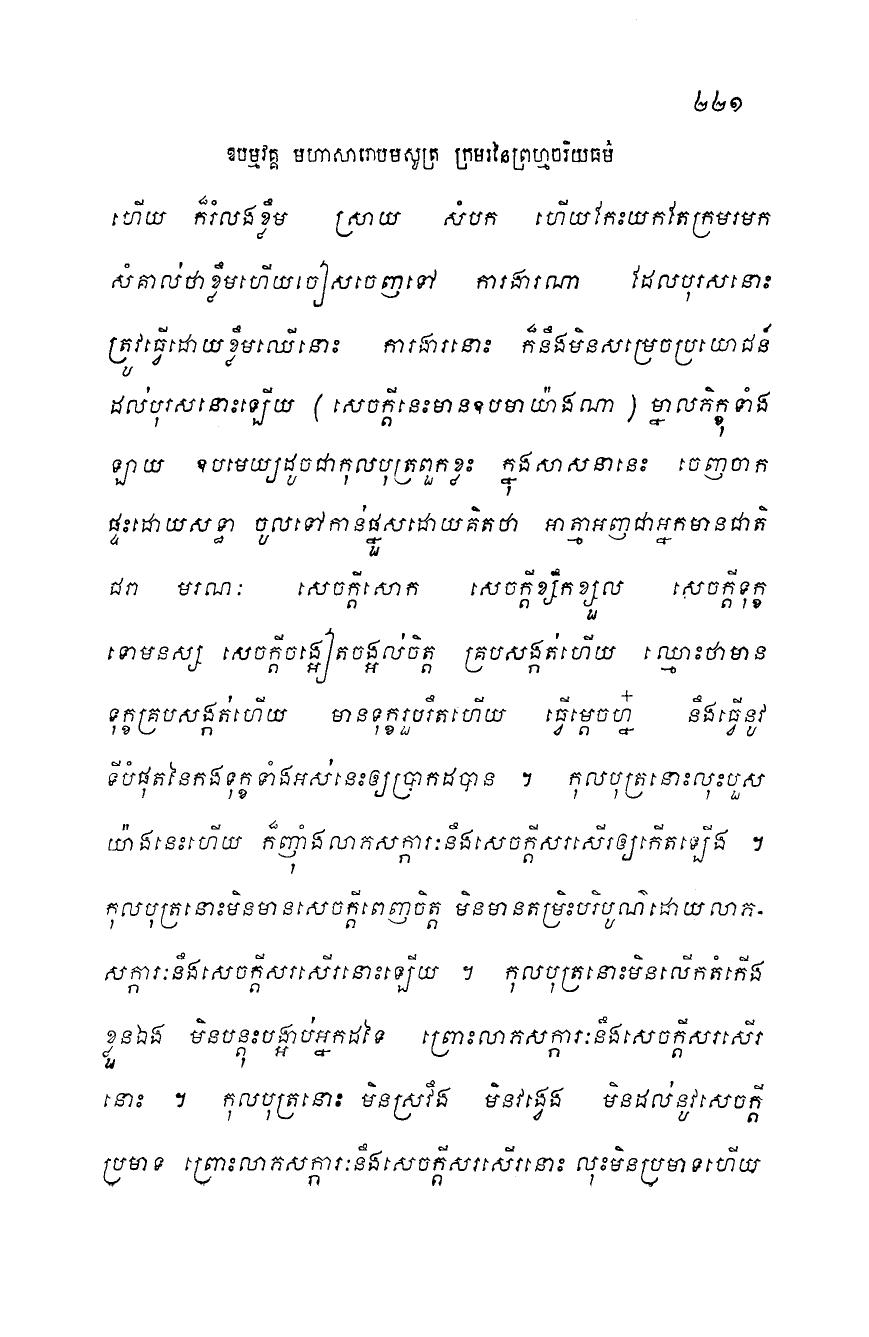 ២២១
ឧបម្មវគ្គ មហាសារោបមសូត្រ ក្រមរនៃព្រហ្មចរិយធម៌
ហើយ ក៏រំលងខ្លឹម ស្រាយ សំបក ហើយកែះយកតែក្រមរមក
សំគាល់ថាខ្លឹមហើយចៀសចេញទៅ ការងារណា ដែលបុរសនោះ
ត្រូវធ្វើដោយខ្លឹមឈើនោះ ការងារនោះ ក៏នឹងមិនសម្រេចប្រយោជន៍
ដល់បុរសនោះឡើយ ( សេចក្តីនេះមានឧបមាយ៉ាងណា ) ម្នាលភិក្ខុទាំង
ឡាយ ឧបមេយ្យដូចជាកុលបុត្រពួកខ្លះ ក្នុងសាសនានេះ ចេញចាក
ផ្ទះដោយសទ្ធា ចូលទៅកាន់ផ្នួសដោយគិតថា អាត្មាអញជាអ្នកមានជាតិ
ជរា មរណៈ សេចក្តីសោក សេចក្តីខ្សឹកខ្សួល សេចក្តីទុក្ខ
ទោមនស្ស សេចក្តីចង្អៀតចង្អល់ចិត្ត គ្របសង្កត់ហើយ ឈ្មោះថាមាន
ទុក្ខគ្របសង្កត់ហើយ មានទុក្ខរួបរឹតហើយ ធ្វើម្តេចហ្ន៎ នឹងធ្វើនូវ
ទីបំផុតនៃកងទុក្ខទាំងអស់នេះឲ្យប្រាកដបាន ។ កុលបុត្រនោះលុះបួស
យ៉ាងនេះហើយ ក៏ញុំាងលាភសក្ការៈនឹងសេចក្តីសរសើរឲ្យកើតឡើង ។
កុលបុត្រនោះមិនមានសេចក្តីពេញចិត្ត មិនមានតម្រិះបរិបូណ៌ដោយលាភ-
សក្ការៈនឹងសេចក្តីសរសើរនោះឡើយ ។ កុលបុត្រនោះមិនលើកតំកើង
ខ្លួនឯង មិនបន្តុះបង្អាប់អ្នកដទៃ ព្រោះលាភសក្ការៈនឹងសេចក្តីសរសើរ
នោះ ។ កុលបុត្រនោះ មិនស្រវឹង មិនវង្វេង មិនដល់នូវសេចក្តី
ប្រមាទ ព្រោះលាភសក្ការៈនឹងសេចក្តីសរសើរនោះ លុះមិនប្រមាទហើយ